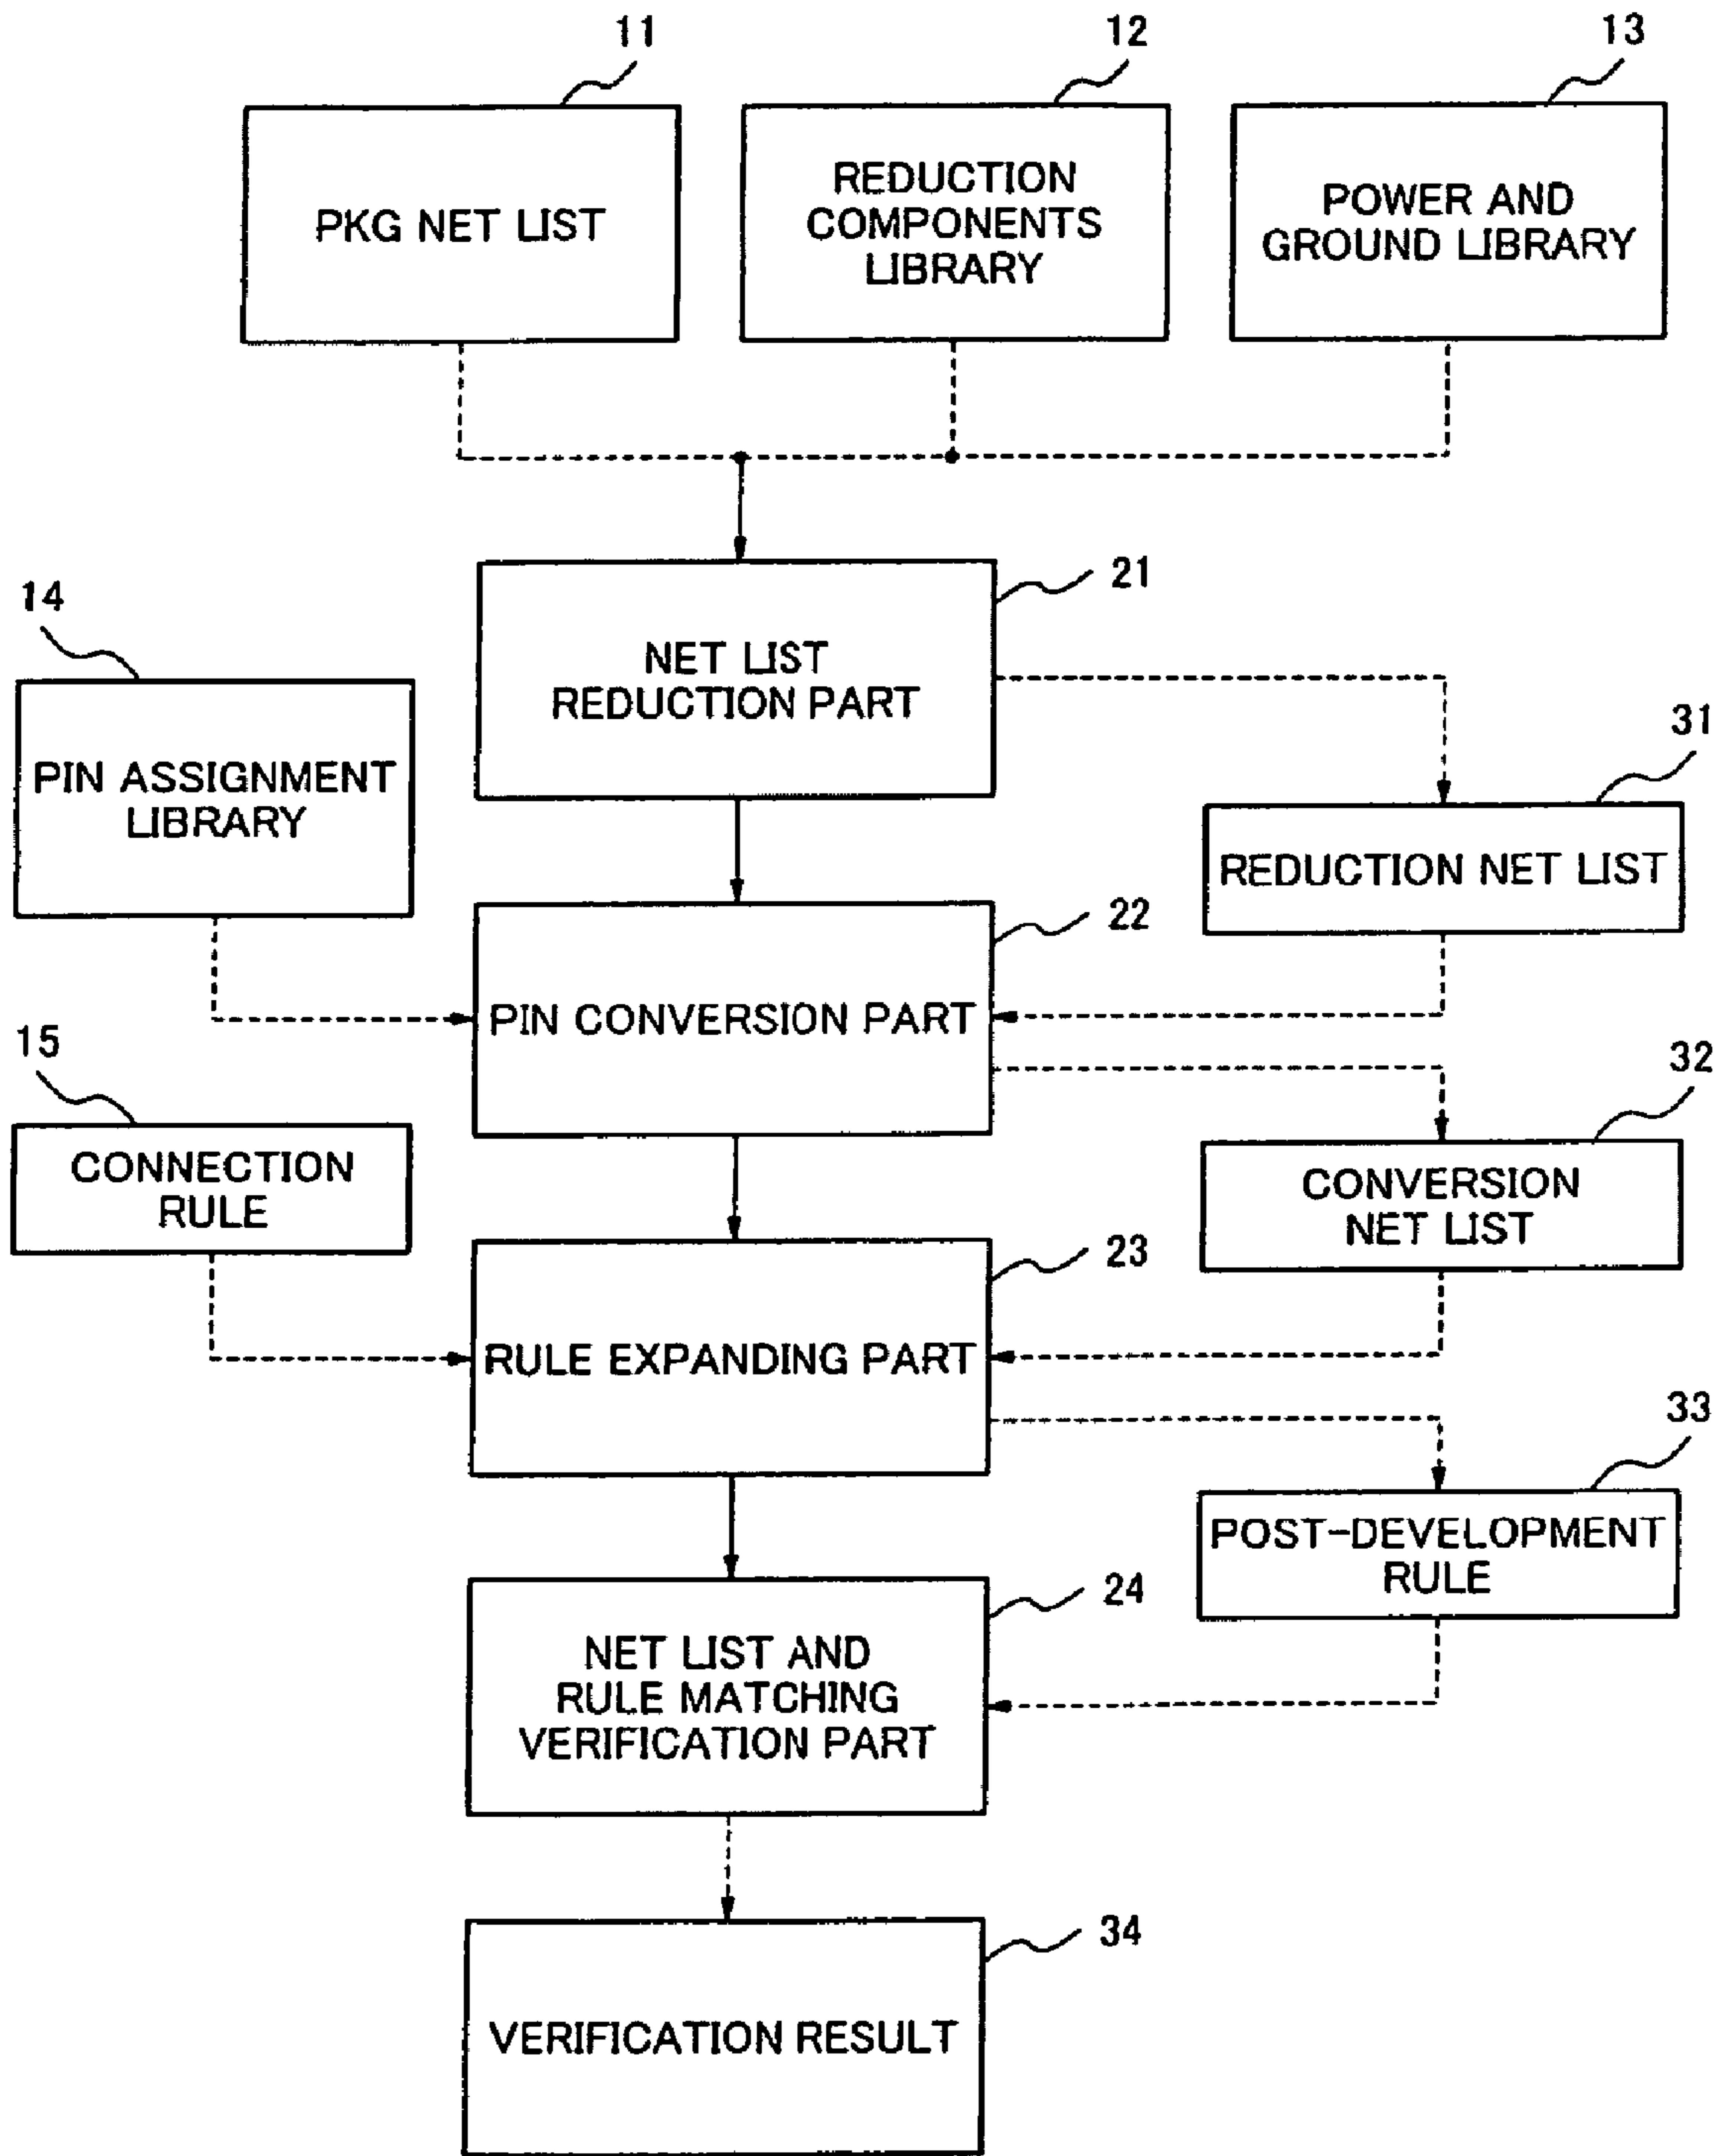 11
12
13
PKG NET LIST
REDUCTION
COMPONENTS
LIBRARY
POWER AND
GROUND LIBRARY
21
NET LIST
REDUCTION PART
14
PIN ASSIGNMENT
LIBRARY
31
REDUCTION NET LIST
22
PIN CONVERSION PART
15
CONNECTION
RULE
32
CONVERSION
NET LIST
23
RULE EXPANDING PART
33
POST-DEVELOPMENT
RULE
24
NET LIST AND
RULE MATCHING
VERIFICATION PART
34
VERIFICATION RESULT